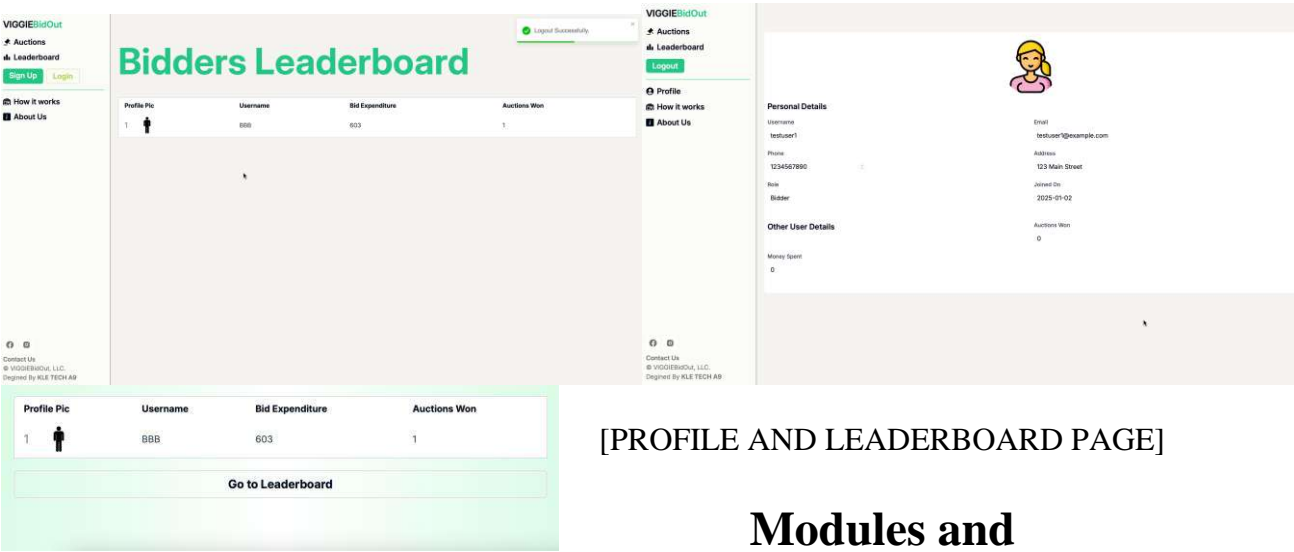 VIGGIEBidOut
Auctions
Leaderboard
Sign Up Login
How it works
About Us
Contact Us
© VIGGIEBidOut, LLC.
Degined By KLE TECH A9
Logout Successfully
Bidders Leaderboard
Profile Pic Username Bid Expenditure Auctions Won
1 BBB 603 1
VIGGIEBidOut
Auctions
Leaderboard
Logout
Profile
How it works
About Us
Contact Us
© VIGGIEBidOut, LLC.
Degined By KLE TECH A9
Personal Details
Username Email
testuser1 testuser1@example.com
Phone Address
1234567890 123 Main Street
Role Joined On
Bidder 2025-01-02
Other User Details Auctions Won
0
Money Spent
0
Profile Pic Username Bid Expenditure Auctions Won
1 BBB 603 1
Go to Leaderboard
[PROFILE AND LEADERBOARD PAGE]
Modules and